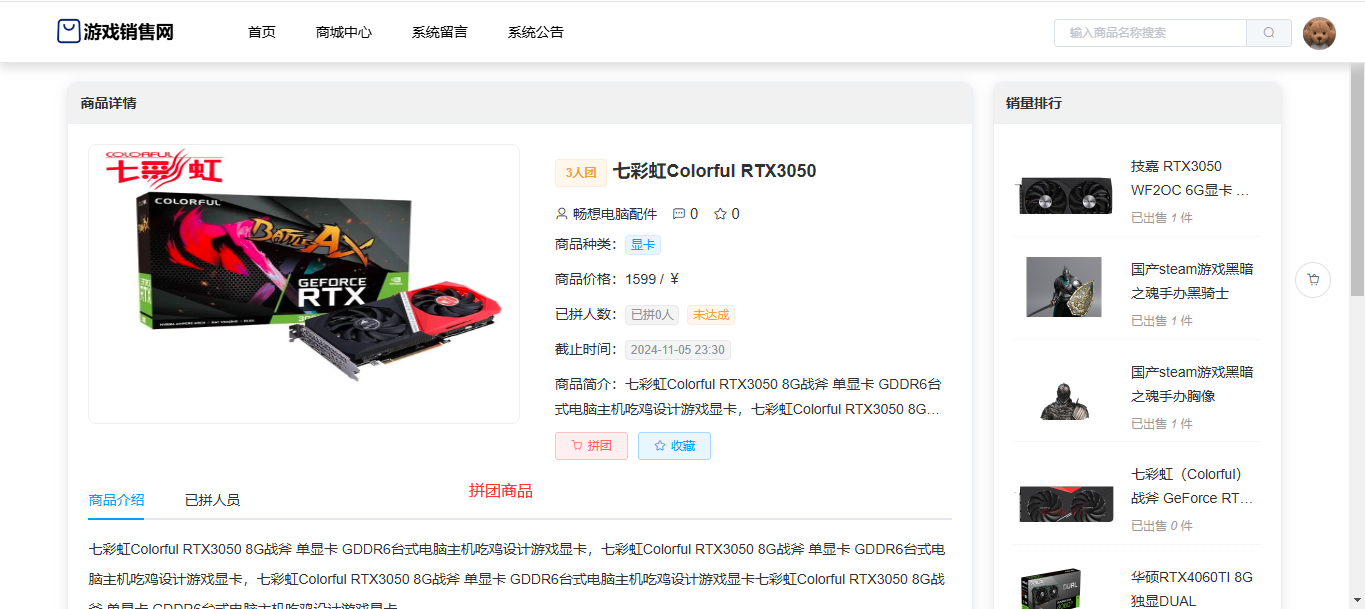 游戏销售网
首页
商城中心
系统留言
系统公告
输入商品名称搜索
商品详情
COLORFUL
七彩虹
COLORFUL
BATTLE AX
GEFORCE
RTX
3人团 七彩虹Colorful RTX3050
畅想电脑配件 0 0
商品种类： 显卡
商品价格： 1599 / ￥
已拼人数： 已拼0人 未达成
截止时间： 2024-11-05 23:30
商品简介： 七彩虹Colorful RTX3050 8G战斧 单显卡 GDDR6台
式电脑主机吃鸡设计游戏显卡，七彩虹Colorful RTX3050 8G…
拼团 收藏
拼团商品
商品介绍 已拼人员
七彩虹Colorful RTX3050 8G战斧 单显卡 GDDR6台式电脑主机吃鸡设计游戏显卡，七彩虹Colorful RTX3050 8G战斧 单显卡 GDDR6台式电
脑主机吃鸡设计游戏显卡，七彩虹Colorful RTX3050 8G战斧 单显卡 GDDR6台式电脑主机吃鸡设计游戏显卡七彩虹Colorful RTX3050 8G战
斧 单显卡 GDDR6台式电脑主机吃鸡设计游戏显卡
销量排行
技嘉 RTX3050
WF2OC 6G显卡 …
已出售 1 件
国产steam游戏黑暗
之魂手办黑骑士
已出售 1 件
国产steam游戏黑暗
之魂手办胸像
已出售 1 件
七彩虹（Colorful）
战斧 GeForce RT…
已出售 0 件
DUAL
华硕RTX4060TI 8G
独显DUAL